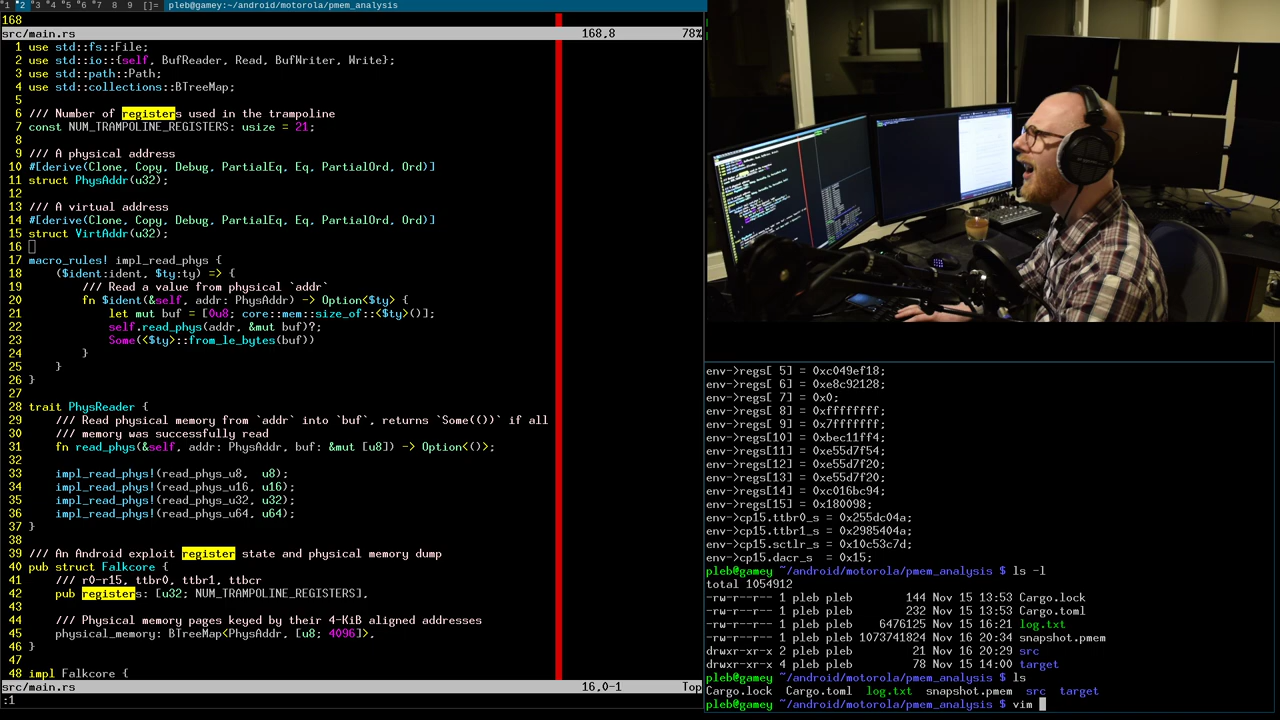 1 2 3 4 5 6 7 8 9 []= pleb@gamey:~/android/motorola/pmem_analysis
168
src/main.rs 168,8 78%
1 use std::fs::File;
2 use std::io::{self, BufReader, Read, BufWriter, Write};
3 use std::path::Path;
4 use std::collections::BTreeMap;
5
6 /// Number of registers used in the trampoline
7 const NUM_TRAMPOLINE_REGISTERS: usize = 21;
8
9 /// A physical address
10 #[derive(Clone, Copy, Debug, PartialEq, Eq, PartialOrd, Ord)]
11 struct PhysAddr(u32);
12
13 /// A virtual address
14 #[derive(Clone, Copy, Debug, PartialEq, Eq, PartialOrd, Ord)]
15 struct VirtAddr(u32);
16
17 macro_rules! impl_read_phys {
18 ($ident:ident, $ty:ty) => {
19 /// Read a value from physical `addr`
20 fn $ident(&self, addr: PhysAddr) -> Option<$ty> {
21 let mut buf = [0u8; core::mem::size_of::<$ty>()];
22 self.read_phys(addr, &mut buf)?;
23 Some(<$ty>::from_le_bytes(buf))
24 }
25 }
26 }
27
28 trait PhysReader {
29 /// Read physical memory from `addr` into `buf`, returns `Some(())` if all
30 /// memory was successfully read
31 fn read_phys(&self, addr: PhysAddr, buf: &mut [u8]) -> Option<()>;
32
33 impl_read_phys!(read_phys_u8, u8);
34 impl_read_phys!(read_phys_u16, u16);
35 impl_read_phys!(read_phys_u32, u32);
36 impl_read_phys!(read_phys_u64, u64);
37 }
38
39 /// An Android exploit register state and physical memory dump
40 pub struct Falkcore {
41 /// r0-r15, ttbr0, ttbr1, ttbcr
42 pub registers: [u32; NUM_TRAMPOLINE_REGISTERS],
43
44 /// Physical memory pages keyed by their 4-KiB aligned addresses
45 physical_memory: BTreeMap<PhysAddr, [u8; 4096]>,
46 }
47
48 impl Falkcore {
src/main.rs 16,0-1 Top
:1
env->regs[ 5] = 0xc049ef18;
env->regs[ 6] = 0xe8c92128;
env->regs[ 7] = 0x0;
env->regs[ 8] = 0xffffffff;
env->regs[ 9] = 0x7fffffff;
env->regs[10] = 0xbec11ff4;
env->regs[11] = 0xe55d7f54;
env->regs[12] = 0xe55d7f20;
env->regs[13] = 0xe55d7f20;
env->regs[14] = 0xc016bc94;
env->regs[15] = 0x180098;
env->cp15.ttbr0_s = 0x255dc04a;
env->cp15.ttbr1_s = 0x2985404a;
env->cp15.sctlr_s = 0x10c53c7d;
env->cp15.dacr_s = 0x15;
pleb@gamey ~/android/motorola/pmem_analysis $ ls -l
total 1054912
-rw-r--r-- 1 pleb pleb 144 Nov 15 13:53 Cargo.lock
-rw-r--r-- 1 pleb pleb 232 Nov 15 13:53 Cargo.toml
-rw-r--r-- 1 pleb pleb 6476125 Nov 15 16:21 log.txt
-rw-r--r-- 1 pleb pleb 1073741824 Nov 16 20:34 snapshot.pmem
drwxr-xr-x 2 pleb pleb 21 Nov 16 20:29 src
drwxr-xr-x 4 pleb pleb 78 Nov 15 14:00 target
pleb@gamey ~/android/motorola/pmem_analysis $ ls
Cargo.lock Cargo.toml log.txt snapshot.pmem src target
pleb@gamey ~/android/motorola/pmem_analysis $ vim